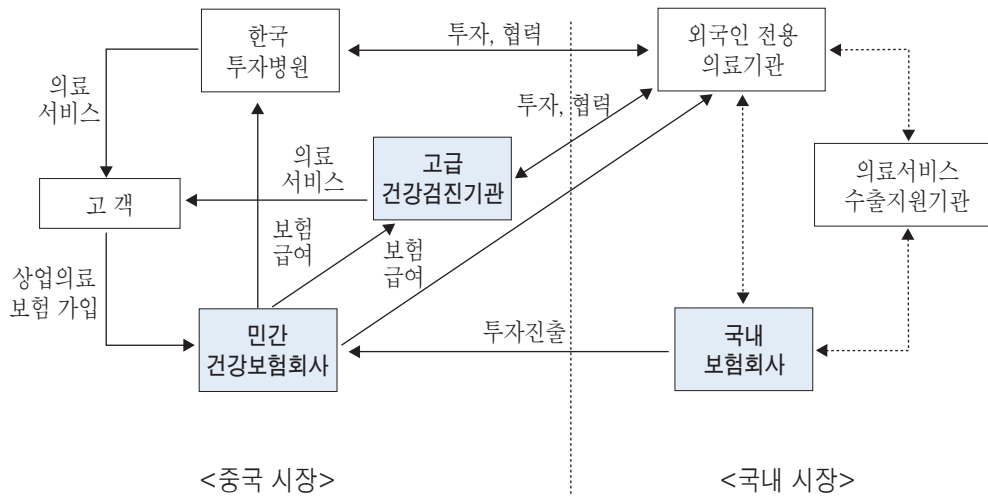 한국
투자병원
투자, 협력
외국인 전용
의료기관
의료
서비스
투자, 협력
의료
서비스
고급
건강검진기관
의료서비스
수출지원기관
고 객
보험
급여
보험
급여
상업의료
보험 가입
민간
건강보험회사
투자진출
국내
보험회사
<중국 시장>
<국내 시장>